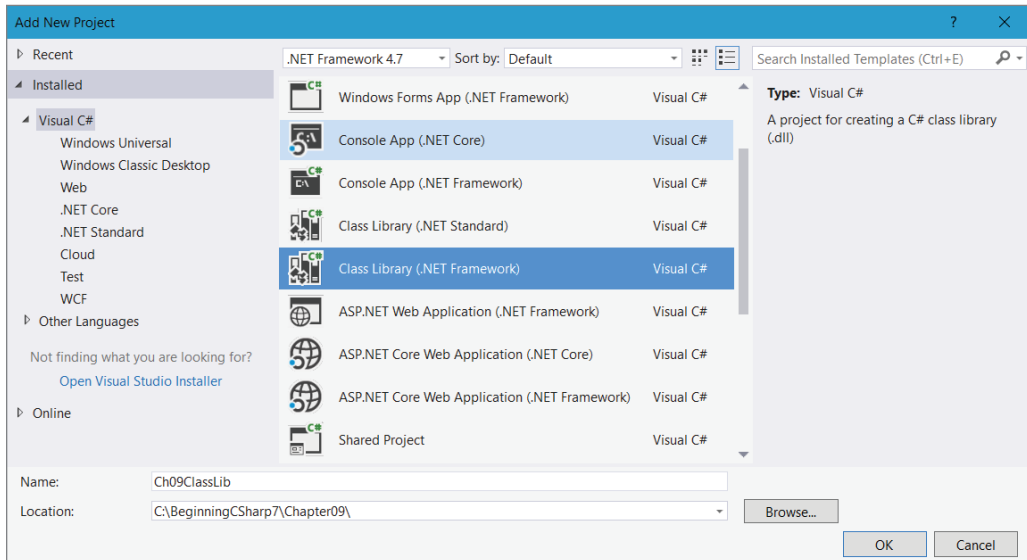 Add New Project
? ×
Recent
.NET Framework 4.7
Sort by: Default
Search Installed Templates (Ctrl+E)
Installed
Visual C#
Windows Universal
Windows Classic Desktop
Web
.NET Core
.NET Standard
Cloud
Test
WCF
Other Languages
Not finding what you are looking for?
Open Visual Studio Installer
Online
Windows Forms App (.NET Framework) Visual C#
Console App (.NET Core) Visual C#
Console App (.NET Framework) Visual C#
Class Library (.NET Standard) Visual C#
Class Library (.NET Framework) Visual C#
ASP.NET Web Application (.NET Framework) Visual C#
ASP.NET Core Web Application (.NET Core) Visual C#
ASP.NET Core Web Application (.NET Framework) Visual C#
Shared Project Visual C#
Type: Visual C#
A project for creating a C# class library
(.dll)
Name: Ch09ClassLib
Location: C:\BeginningCSharp7\Chapter09\
Browse...
OK Cancel